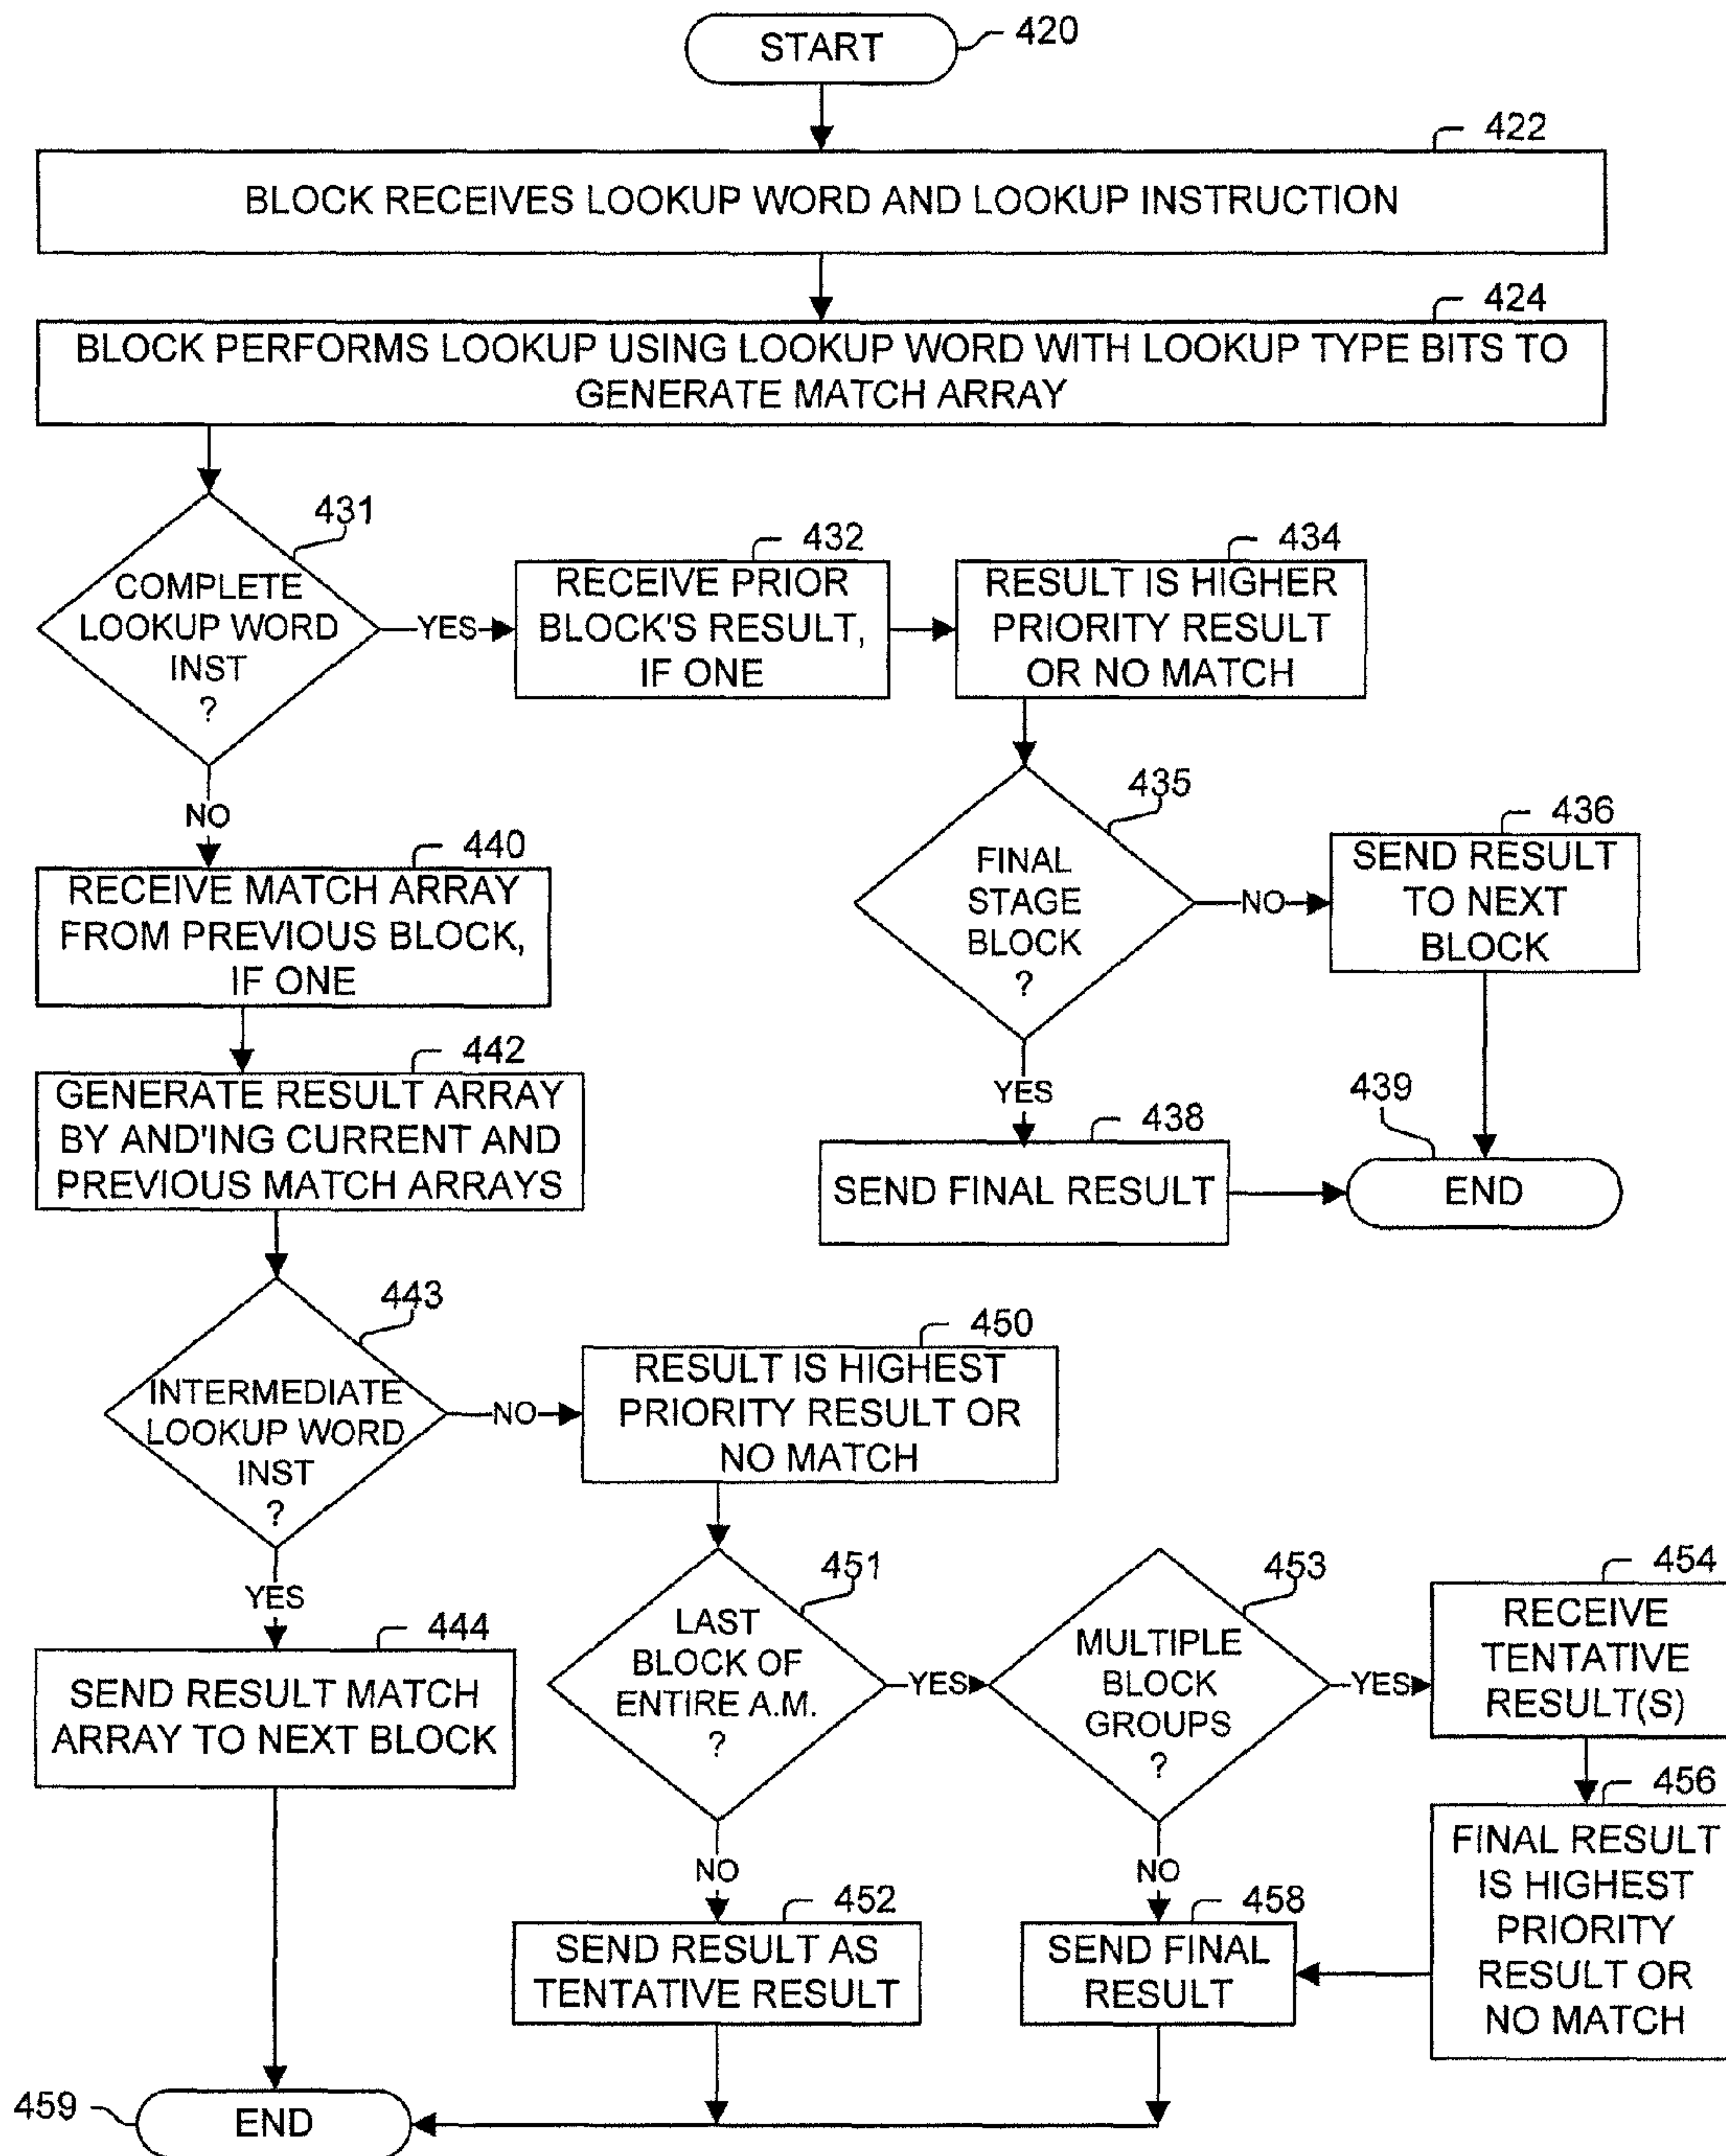 START
420
422
BLOCK RECEIVES LOOKUP WORD AND LOOKUP INSTRUCTION
424
BLOCK PERFORMS LOOKUP USING LOOKUP WORD WITH LOOKUP TYPE BITS TO
GENERATE MATCH ARRAY
431
COMPLETE
LOOKUP WORD
INST
?
YES
432
RECEIVE PRIOR
BLOCK'S RESULT,
IF ONE
434
RESULT IS HIGHER
PRIORITY RESULT
OR NO MATCH
435
FINAL
STAGE
BLOCK
?
NO
436
SEND RESULT
TO NEXT
BLOCK
YES
438
SEND FINAL RESULT
439
END
NO
440
RECEIVE MATCH ARRAY
FROM PREVIOUS BLOCK,
IF ONE
442
GENERATE RESULT ARRAY
BY AND'ING CURRENT AND
PREVIOUS MATCH ARRAYS
443
INTERMEDIATE
LOOKUP WORD
INST
?
NO
450
RESULT IS HIGHEST
PRIORITY RESULT OR
NO MATCH
YES
444
SEND RESULT MATCH
ARRAY TO NEXT BLOCK
451
LAST
BLOCK OF
ENTIRE A.M.
?
YES
453
MULTIPLE
BLOCK
GROUPS
?
YES
454
RECEIVE
TENTATIVE
RESULT(S)
456
FINAL RESULT
IS HIGHEST
PRIORITY
RESULT OR
NO MATCH
NO
452
SEND RESULT AS
TENTATIVE RESULT
NO
458
SEND FINAL
RESULT
459
END